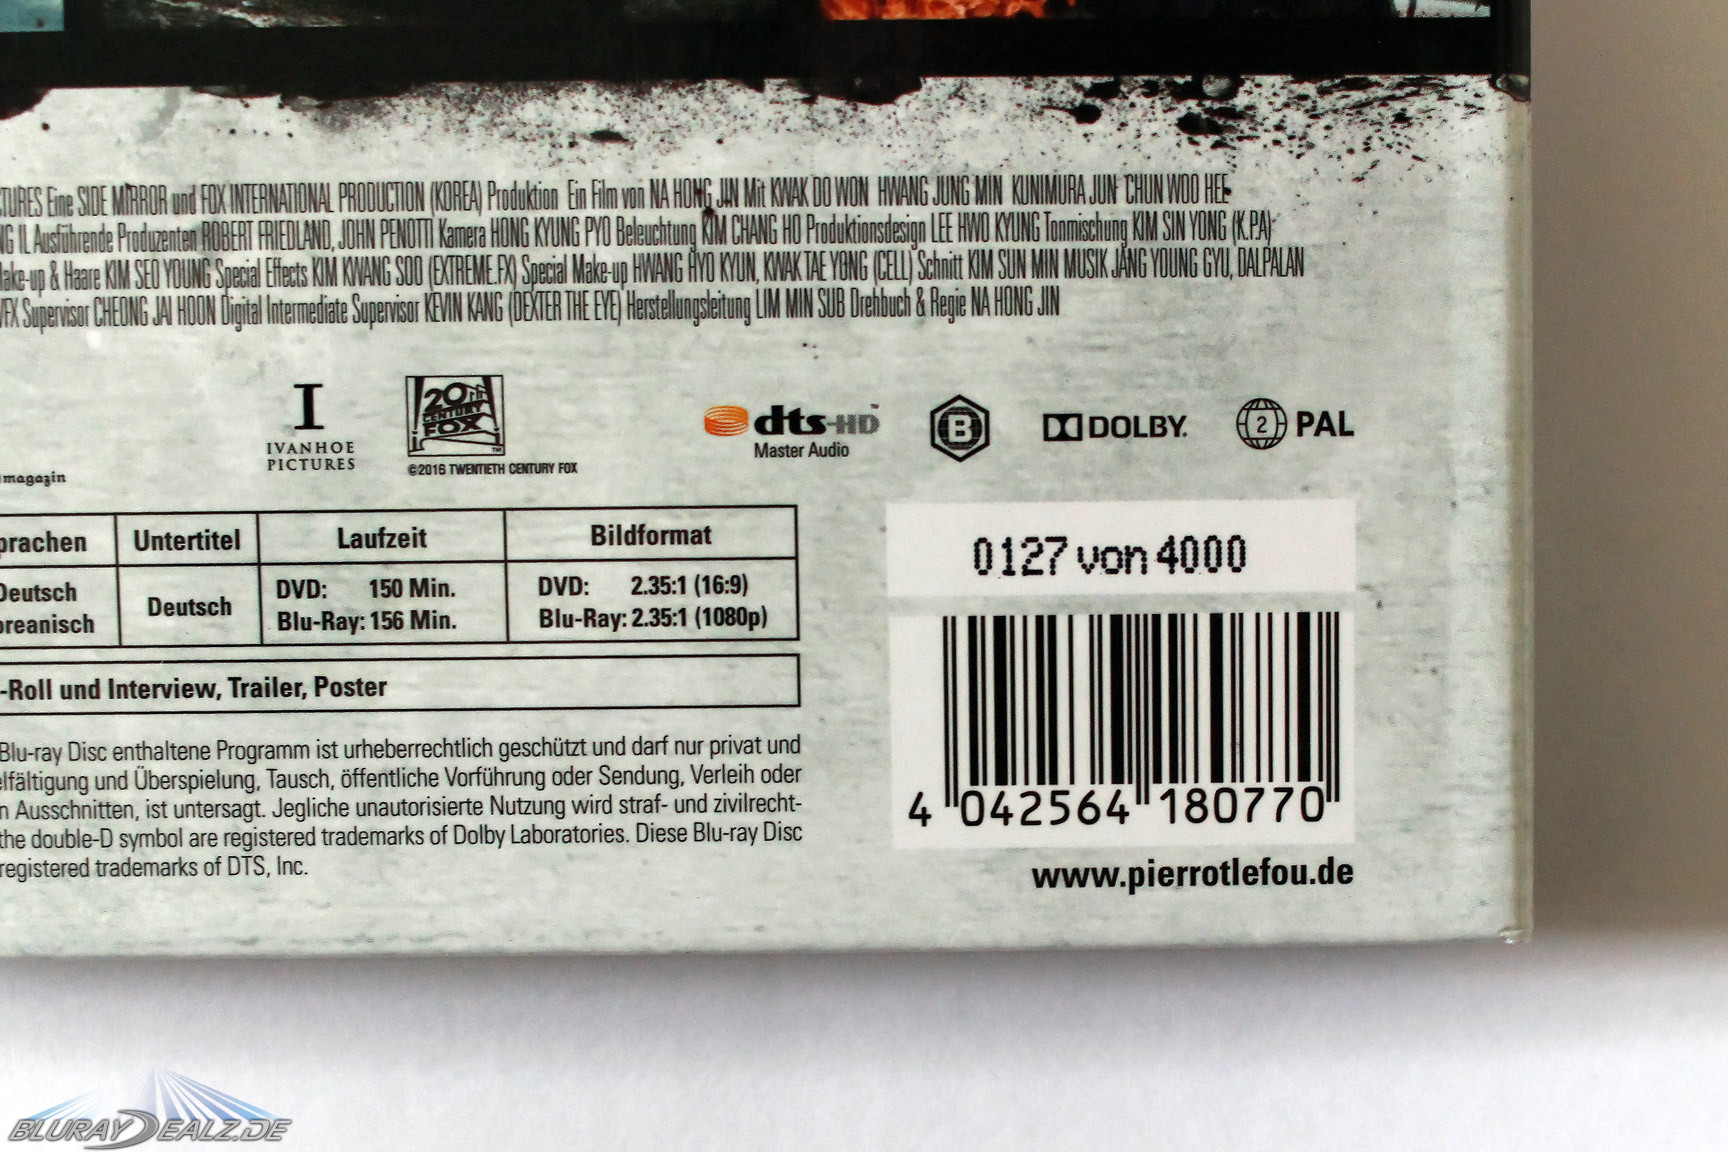 TURES Eine SIDE MIRROR und FOX INTERNATIONAL PRODUCTION (KOREA) Produktion Ein Film von NA HONG JIN Mit KWAK DO WON HWANG JUNG MIN KUNIMURA JUN CHUN WOO HEE
NG IL Ausführende Produzenten ROBERT FRIEDLAND, JOHN PENOTTI Kamera HONG KYUNG PYO Beleuchtung KIM CHANG HO Produktionsdesign LEE HWO KYUNG Tonmischung KIM SIN YONG (K.P.A)
ake-up & Haare KIM SEO YOUNG Special Effects KIM KWANG SOO (EXTREME.FX) Special Make-up HWANG HYO KYUN, KWAK TAE YONG (CELL) Schnitt KIM SUN MIN MUSIK JANG YOUNG GYU, DALPALAN
FX Supervisor CHEONG JAI HOON Digital Intermediate Supervisor KEVIN KANG (DEXTER THE EYE) Herstellungsleitung LIM MIN SUB Drehbuch & Regie NA HONG JIN
magazin
I
IVANHOE
PICTURES
20th
CENTURY
FOX
TM
©2016 TWENTIETH CENTURY FOX
dts-HD™
Master Audio
B
DOLBY.
2 PAL
prachen Untertitel Laufzeit Bildformat
Deutsch
oreanisch
Deutsch
DVD: 150 Min.
Blu-Ray: 156 Min.
DVD: 2.35:1 (16:9)
Blu-Ray: 2.35:1 (1080p)
-Roll und Interview, Trailer, Poster
Blu-ray Disc enthaltene Programm ist urheberrechtlich geschützt und darf nur privat und
elfältigung und Überspielung, Tausch, öffentliche Vorführung oder Sendung, Verleih oder
n Ausschnitten, ist untersagt. Jegliche unautorisierte Nutzung wird straf- und zivilrecht-
the double-D symbol are registered trademarks of Dolby Laboratories. Diese Blu-ray Disc
registered trademarks of DTS, Inc.
0127 von 4000
4 042564 180770
www.pierrotlefou.de
BLURAYDEALZ.DE